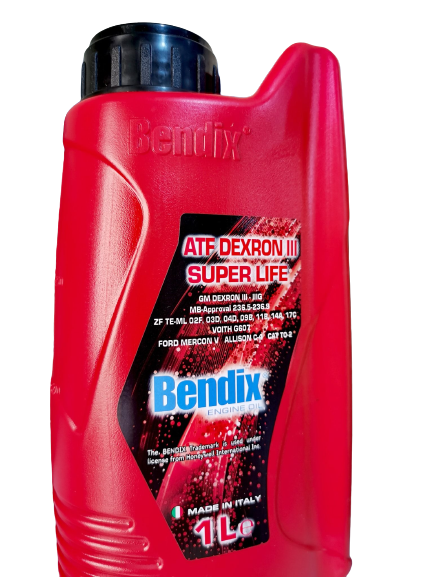 Bendix®
ATF DEXRON III
SUPER LIFE
GM DEXRON III - IIIG
MB-Approval 236.5-236.9
ZF TE-ML 02F, 03D, 04D, 09B, 11B, 14A, 17C
VOITH G607
FORD MERCON V ALLISON C-4 CAT TO-2
Bendix
ENGINE OIL
The BENDIX Trademark is used under
license from Honeywell International Inc.
MADE IN ITALY
1L e